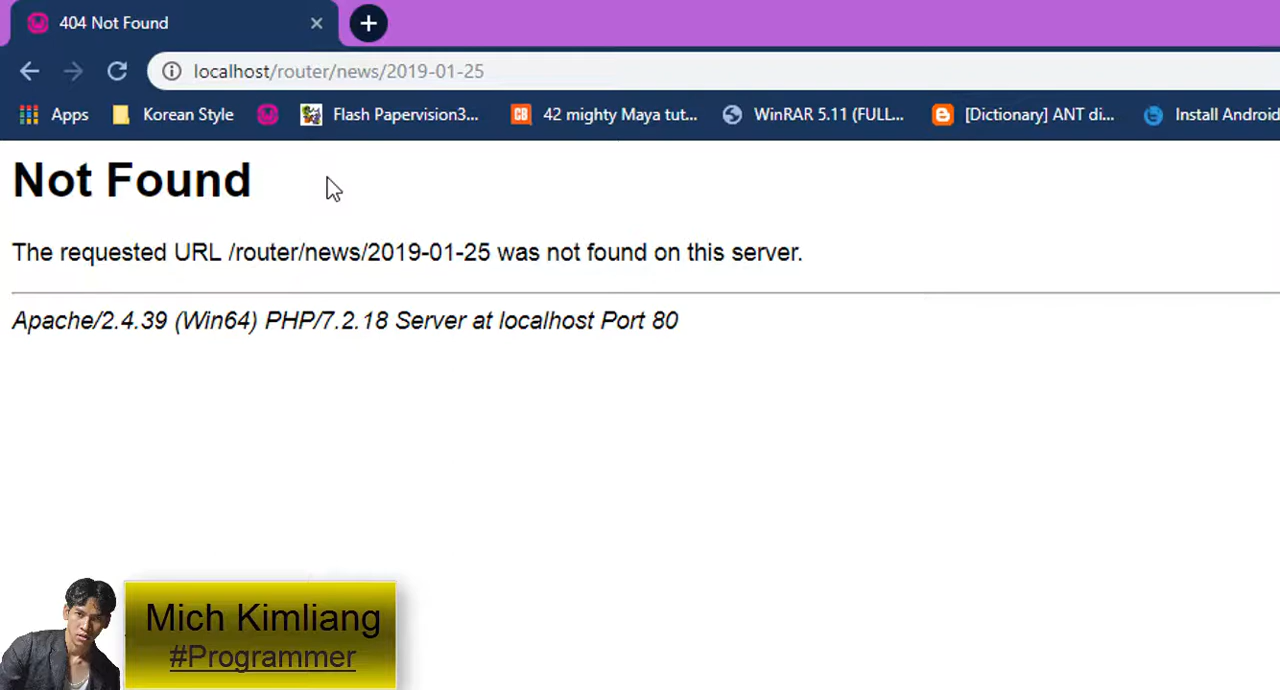 404 Not Found
localhost/router/news/2019-01-25
Apps Korean Style Flash Papervision3... CB 42 mighty Maya tut... WinRAR 5.11 (FULL... [Dictionary] ANT di... Install Android
Not Found
The requested URL /router/news/2019-01-25 was not found on this server.
Apache/2.4.39 (Win64) PHP/7.2.18 Server at localhost Port 80
Mich Kimliang
#Programmer